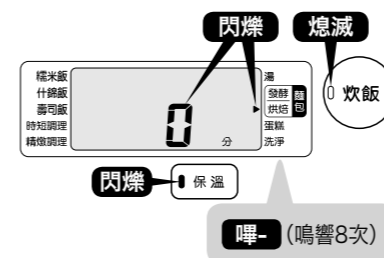 閃爍
熄滅
糯米飯
什錦飯
壽司飯
時短調理
精燉調理
0
分
湯
發酵
烘焙
麵包
蛋糕
洗淨
炊飯
閃爍
保溫
嗶- (鳴響8次)